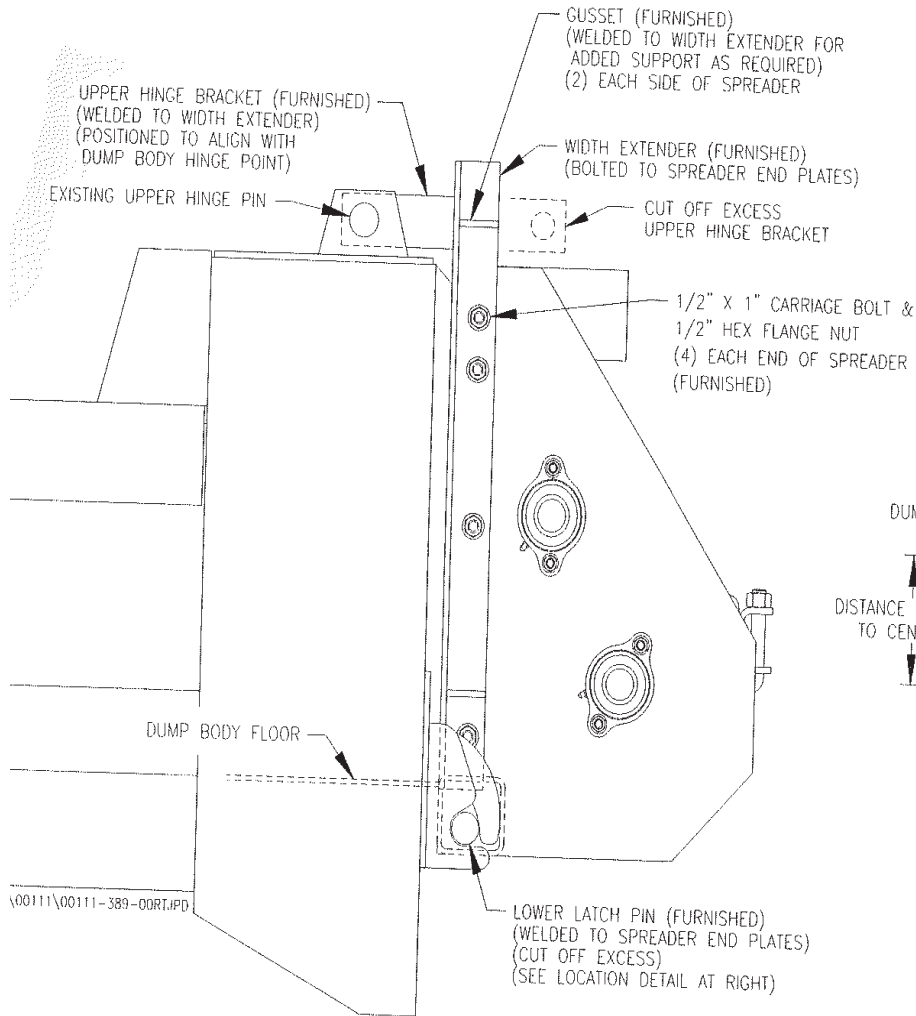 GUSSET (FURNISHED)
(WELDED TO WIDTH EXTENDER FOR
ADDED SUPPORT AS REQUIRED)
(2) EACH SIDE OF SPREADER
UPPER HINGE BRACKET (FURNISHED)
(WELDED TO WIDTH EXTENDER)
(POSITIONED TO ALIGN WITH
DUMP BODY HINGE POINT)
WIDTH EXTENDER (FURNISHED)
(BOLTED TO SPREADER END PLATES)
EXISTING UPPER HINGE PIN
CUT OFF EXCESS
UPPER HINGE BRACKET
1/2" X 1" CARRIAGE BOLT &
1/2" HEX FLANGE NUT
(4) EACH END OF SPREADER
(FURNISHED)
DUM
DISTANCE
TO CEN
DUMP BODY FLOOR
\00111\00111-389-00RT.IPD
LOWER LATCH PIN (FURNISHED)
(WELDED TO SPREADER END PLATES)
(CUT OFF EXCESS)
(SEE LOCATION DETAIL AT RIGHT)